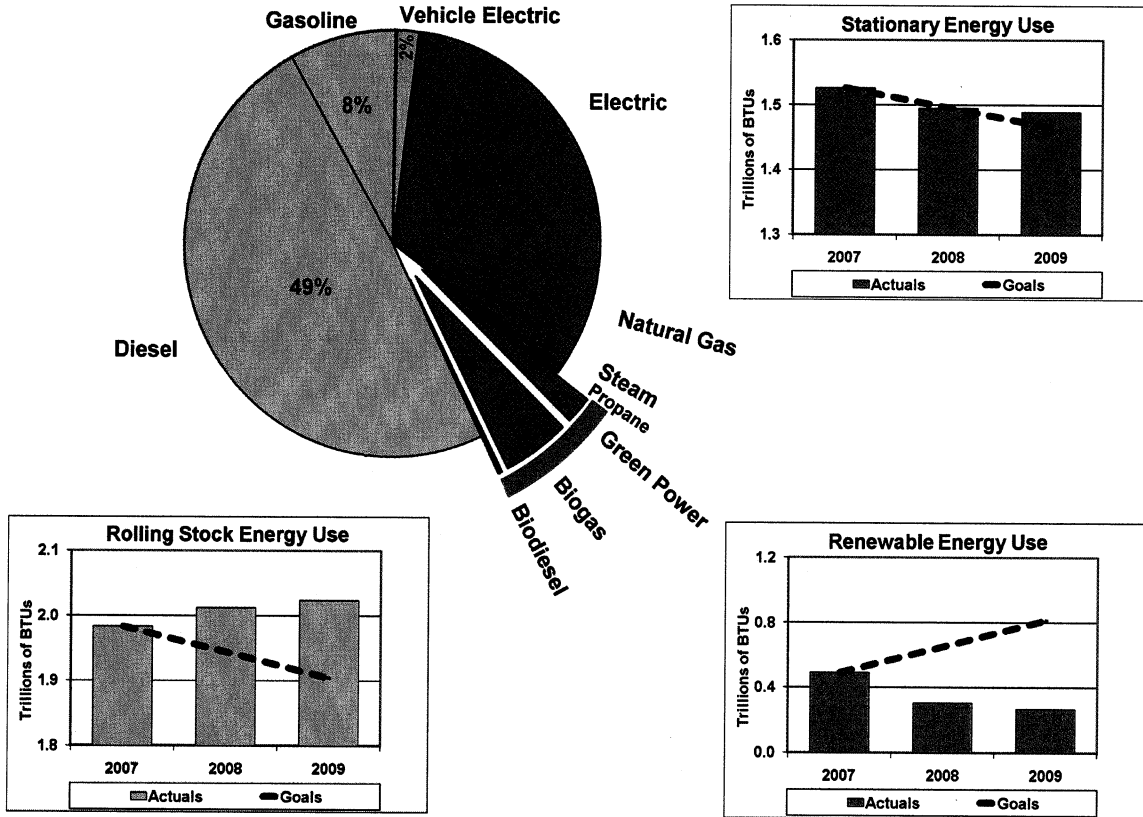 Gasoline
Vehicle Electric
2%
8%
Electric
49%
Diesel
Natural Gas
Steam
Propane
Green Power
Biogas
Biodiesel
Stationary Energy Use
Trillions of BTUs
1.6
1.5
1.4
1.3
2007 2008 2009
Actuals Goals
Rolling Stock Energy Use
Trillions of BTUs
2.1
2.0
1.9
1.8
2007 2008 2009
Actuals Goals
Renewable Energy Use
Trillions of BTUs
1.2
0.8
0.4
0.0
2007 2008 2009
Actuals Goals